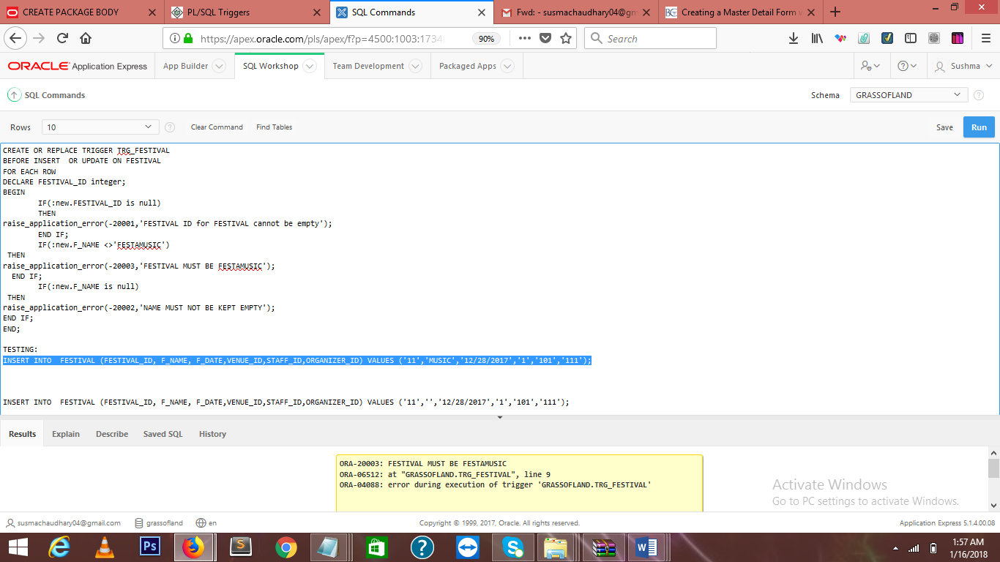 CREATE PACKAGE BODY
PL/SQL Triggers
SQL Commands
Fwd: - susmachaudhary04@gm
Creating a Master Detail Form w
https://apex.oracle.com/pls/apex/f?p=4500:1003:1734
90%
Search
ORACLE Application Express
App Builder
SQL Workshop
Team Development
Packaged Apps
Sushma
SQL Commands
Schema
GRASSOFLAND
Rows
10
Clear Command
Find Tables
Save
Run
CREATE OR REPLACE TRIGGER TRG_FESTIVAL
BEFORE INSERT  OR UPDATE ON FESTIVAL
FOR EACH ROW
DECLARE FESTIVAL_ID integer;
BEGIN
IF(:new.FESTIVAL_ID is null)
THEN
raise_application_error(-20001,'FESTIVAL ID for FESTIVAL cannot be empty');
END IF;
IF(:new.F_NAME <>'FESTAMUSIC')
THEN
raise_application_error(-20003,'FESTIVAL MUST BE FESTAMUSIC');
END IF;
IF(:new.F_NAME is null)
THEN
raise_application_error(-20002,'NAME MUST NOT BE KEPT EMPTY');
END IF;
END;
TESTING:
INSERT INTO  FESTIVAL (FESTIVAL_ID, F_NAME, F_DATE,VENUE_ID,STAFF_ID,ORGANIZER_ID) VALUES ('11','MUSIC','12/28/2017','1','101','111');
INSERT INTO  FESTIVAL (FESTIVAL_ID, F_NAME, F_DATE,VENUE_ID,STAFF_ID,ORGANIZER_ID) VALUES ('11','','12/28/2017','1','101','111');
Results
Explain
Describe
Saved SQL
History
ORA-20003: FESTIVAL MUST BE FESTAMUSIC
ORA-06512: at "GRASSOFLAND.TRG_FESTIVAL", line 9
ORA-04088: error during execution of trigger 'GRASSOFLAND.TRG_FESTIVAL'
Activate Windows
Go to PC settings to activate Windows.
susmachaudhary04@gmail.com
grassofland
en
Copyright © 1999, 2017, Oracle. All rights reserved.
Application Express 5.1.4.00.08
Ps
1:57 AM
1/16/2018